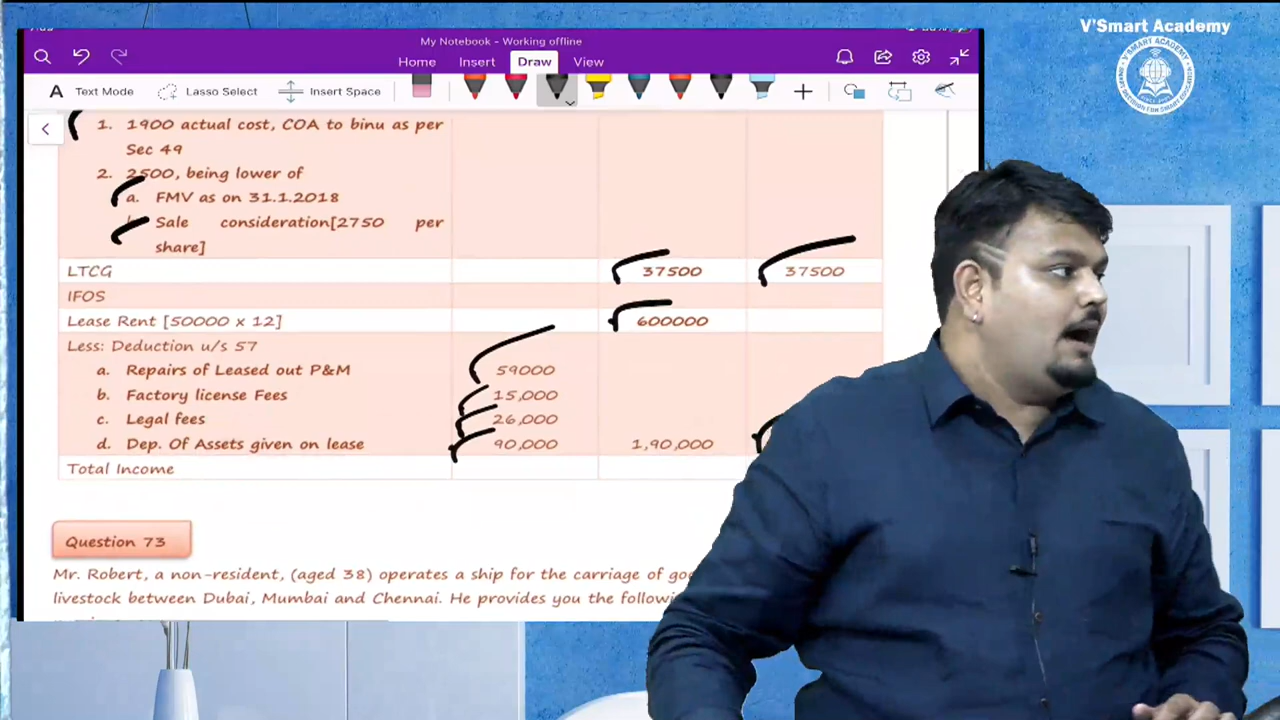 V'Smart Academy
My Notebook - Working offline
Home Insert Draw View
Text Mode Lasso Select Insert Space
1. 1900 actual cost, COA to binu as per
Sec 49
2. 2500, being lower of
a. FMV as on 31.1.2018
Sale consideration[2750 per
share]
LTCG 37500 37500
IFOS
Lease Rent [50000 x 12] 600000
Less: Deduction u/s 57
a. Repairs of Leased out P&M 59000
b. Factory license Fees 15,000
c. Legal fees 26,000
d. Dep. Of Assets given on lease 90,000 1,90,000
Total Income
Question 73
Mr. Robert, a non-resident, (aged 38) operates a ship for the carriage of
livestock between Dubai, Mumbai and Chennai. He provides you the